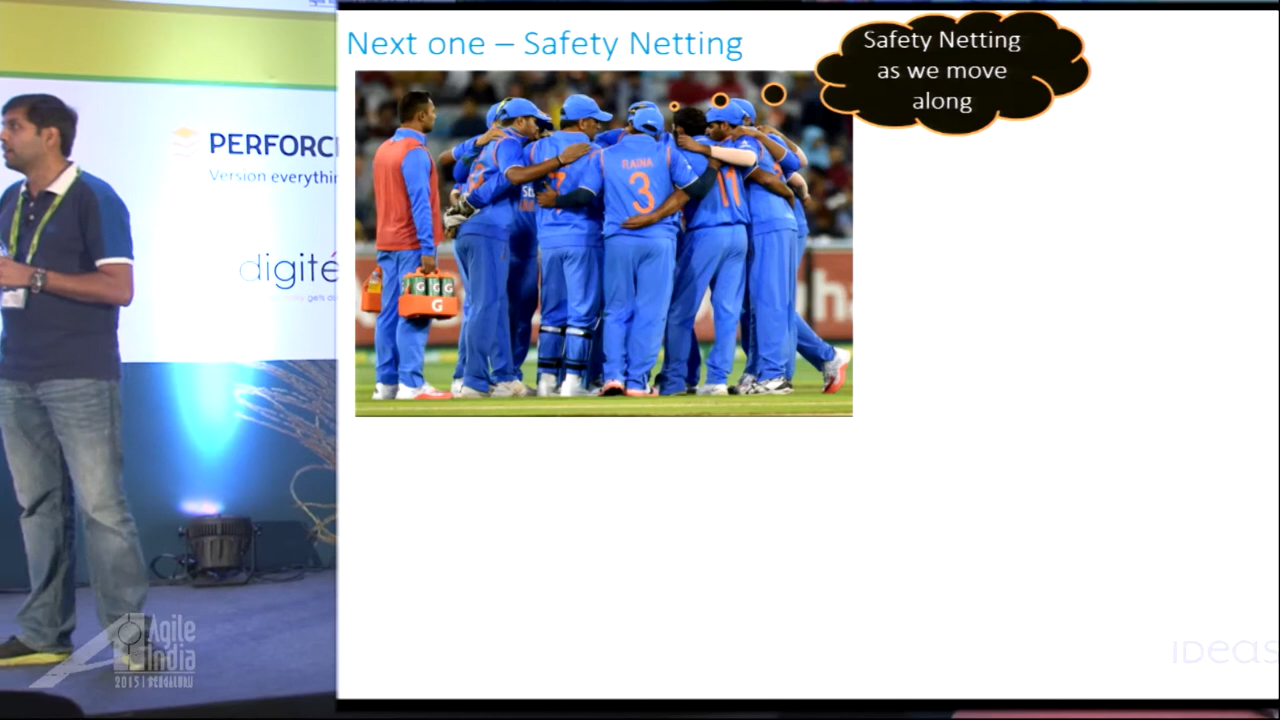 Next one – Safety Netting
Safety Netting
as we move
along
PERFORC
Version everythin
digité
RAINA
3
11
G G G
G
Agile
India
2015 | BENGALURU
IDeas